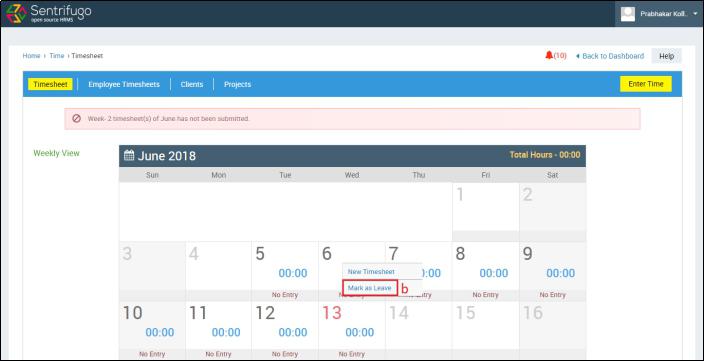 Sentrifugo
open source HRMS
Prabhakar Koll..
Home › Time › Timesheet
(10)
Back to Dashboard
Help
Timesheet
Employee Timesheets
Clients
Projects
Enter Time
Week- 2 timesheet(s) of June has not been submitted.
Weekly View
June 2018
Total Hours - 00:00
Sun Mon Tue Wed Thu Fri Sat
1 2
3 4 5 6 7 8 9
New Timesheet
00:00 :00 00:00 00:00
Mark as Leave b
No Entry No Entry No Entry
10 11 12 13 14 15 16
00:00 00:00 00:00 00:00
No Entry No Entry No Entry No Entry